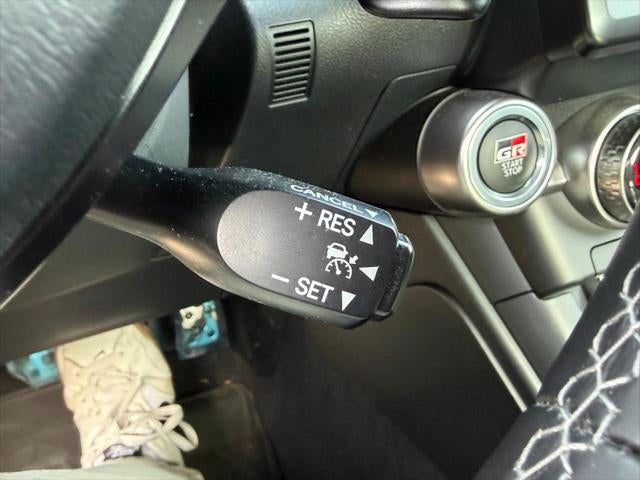 CANCEL ▼
+ RES ▲
◀
− SET ▼
GR
START
STOP